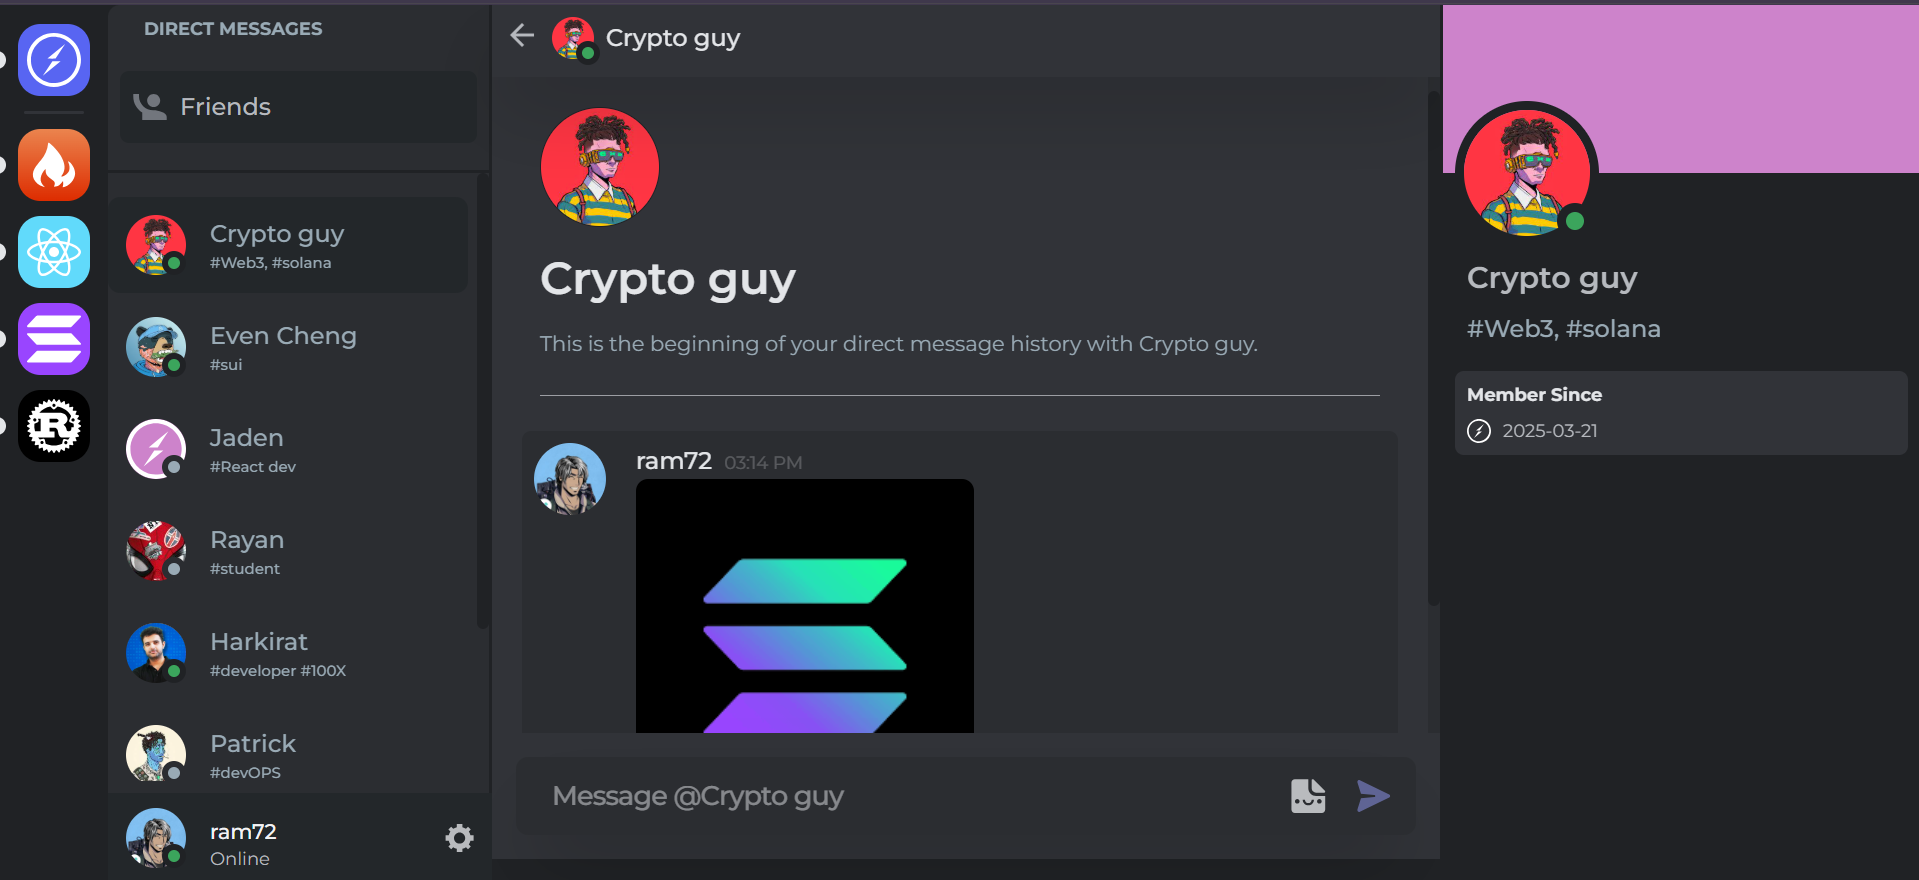 DIRECT MESSAGES
Friends
Crypto guy
#Web3, #solana
Even Cheng
#sui
Jaden
#React dev
Rayan
#student
Harkirat
#developer #100X
Patrick
#devOPS
ram72
Online
Crypto guy
Crypto guy
This is the beginning of your direct message history with Crypto guy.
ram72 03:14 PM
Message @Crypto guy
Crypto guy
#Web3, #solana
Member Since
2025-03-21